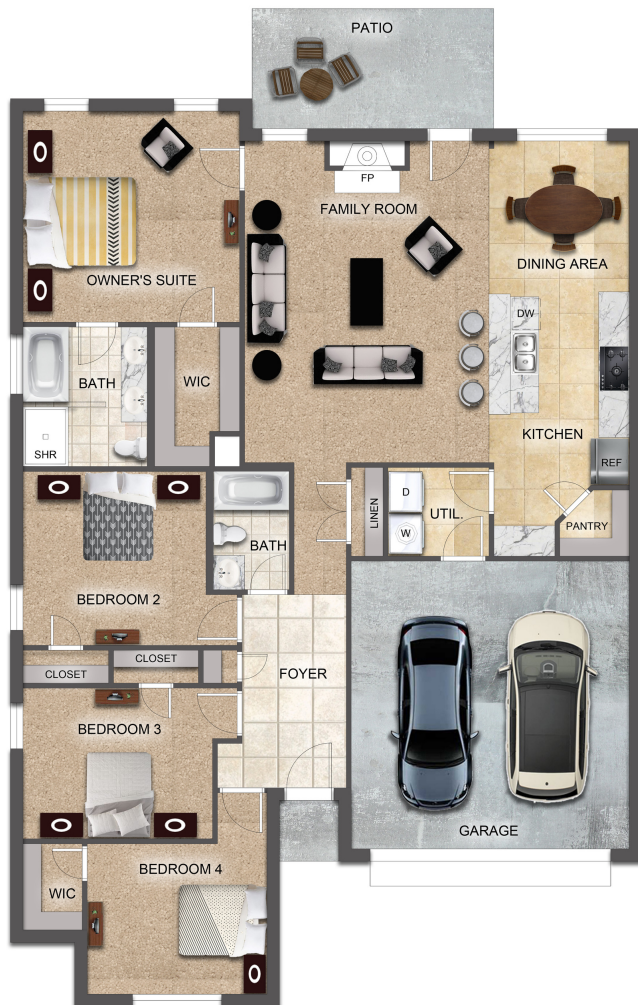 PATIO
FP
FAMILY ROOM
OWNER'S SUITE
DINING AREA
DW
BATH
WIC
KITCHEN
SHR
REF
D
LINEN
UTIL.
PANTRY
W
BATH
BEDROOM 2
CLOSET
CLOSET
FOYER
BEDROOM 3
GARAGE
BEDROOM 4
WIC